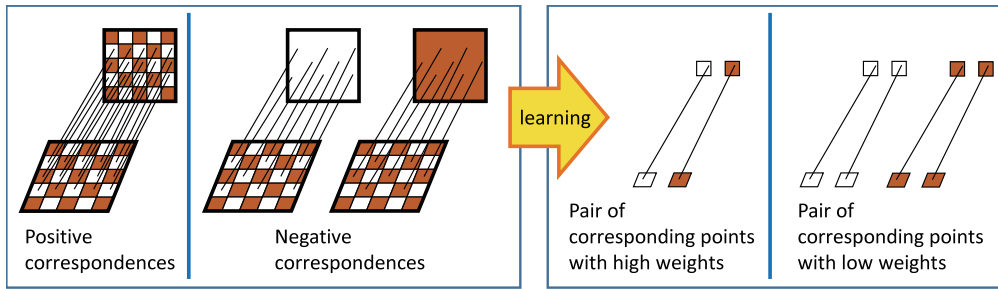 Positive
correspondences
Negative
correspondences
learning
Pair of
corresponding points
with high weights
Pair of
corresponding points
with low weights